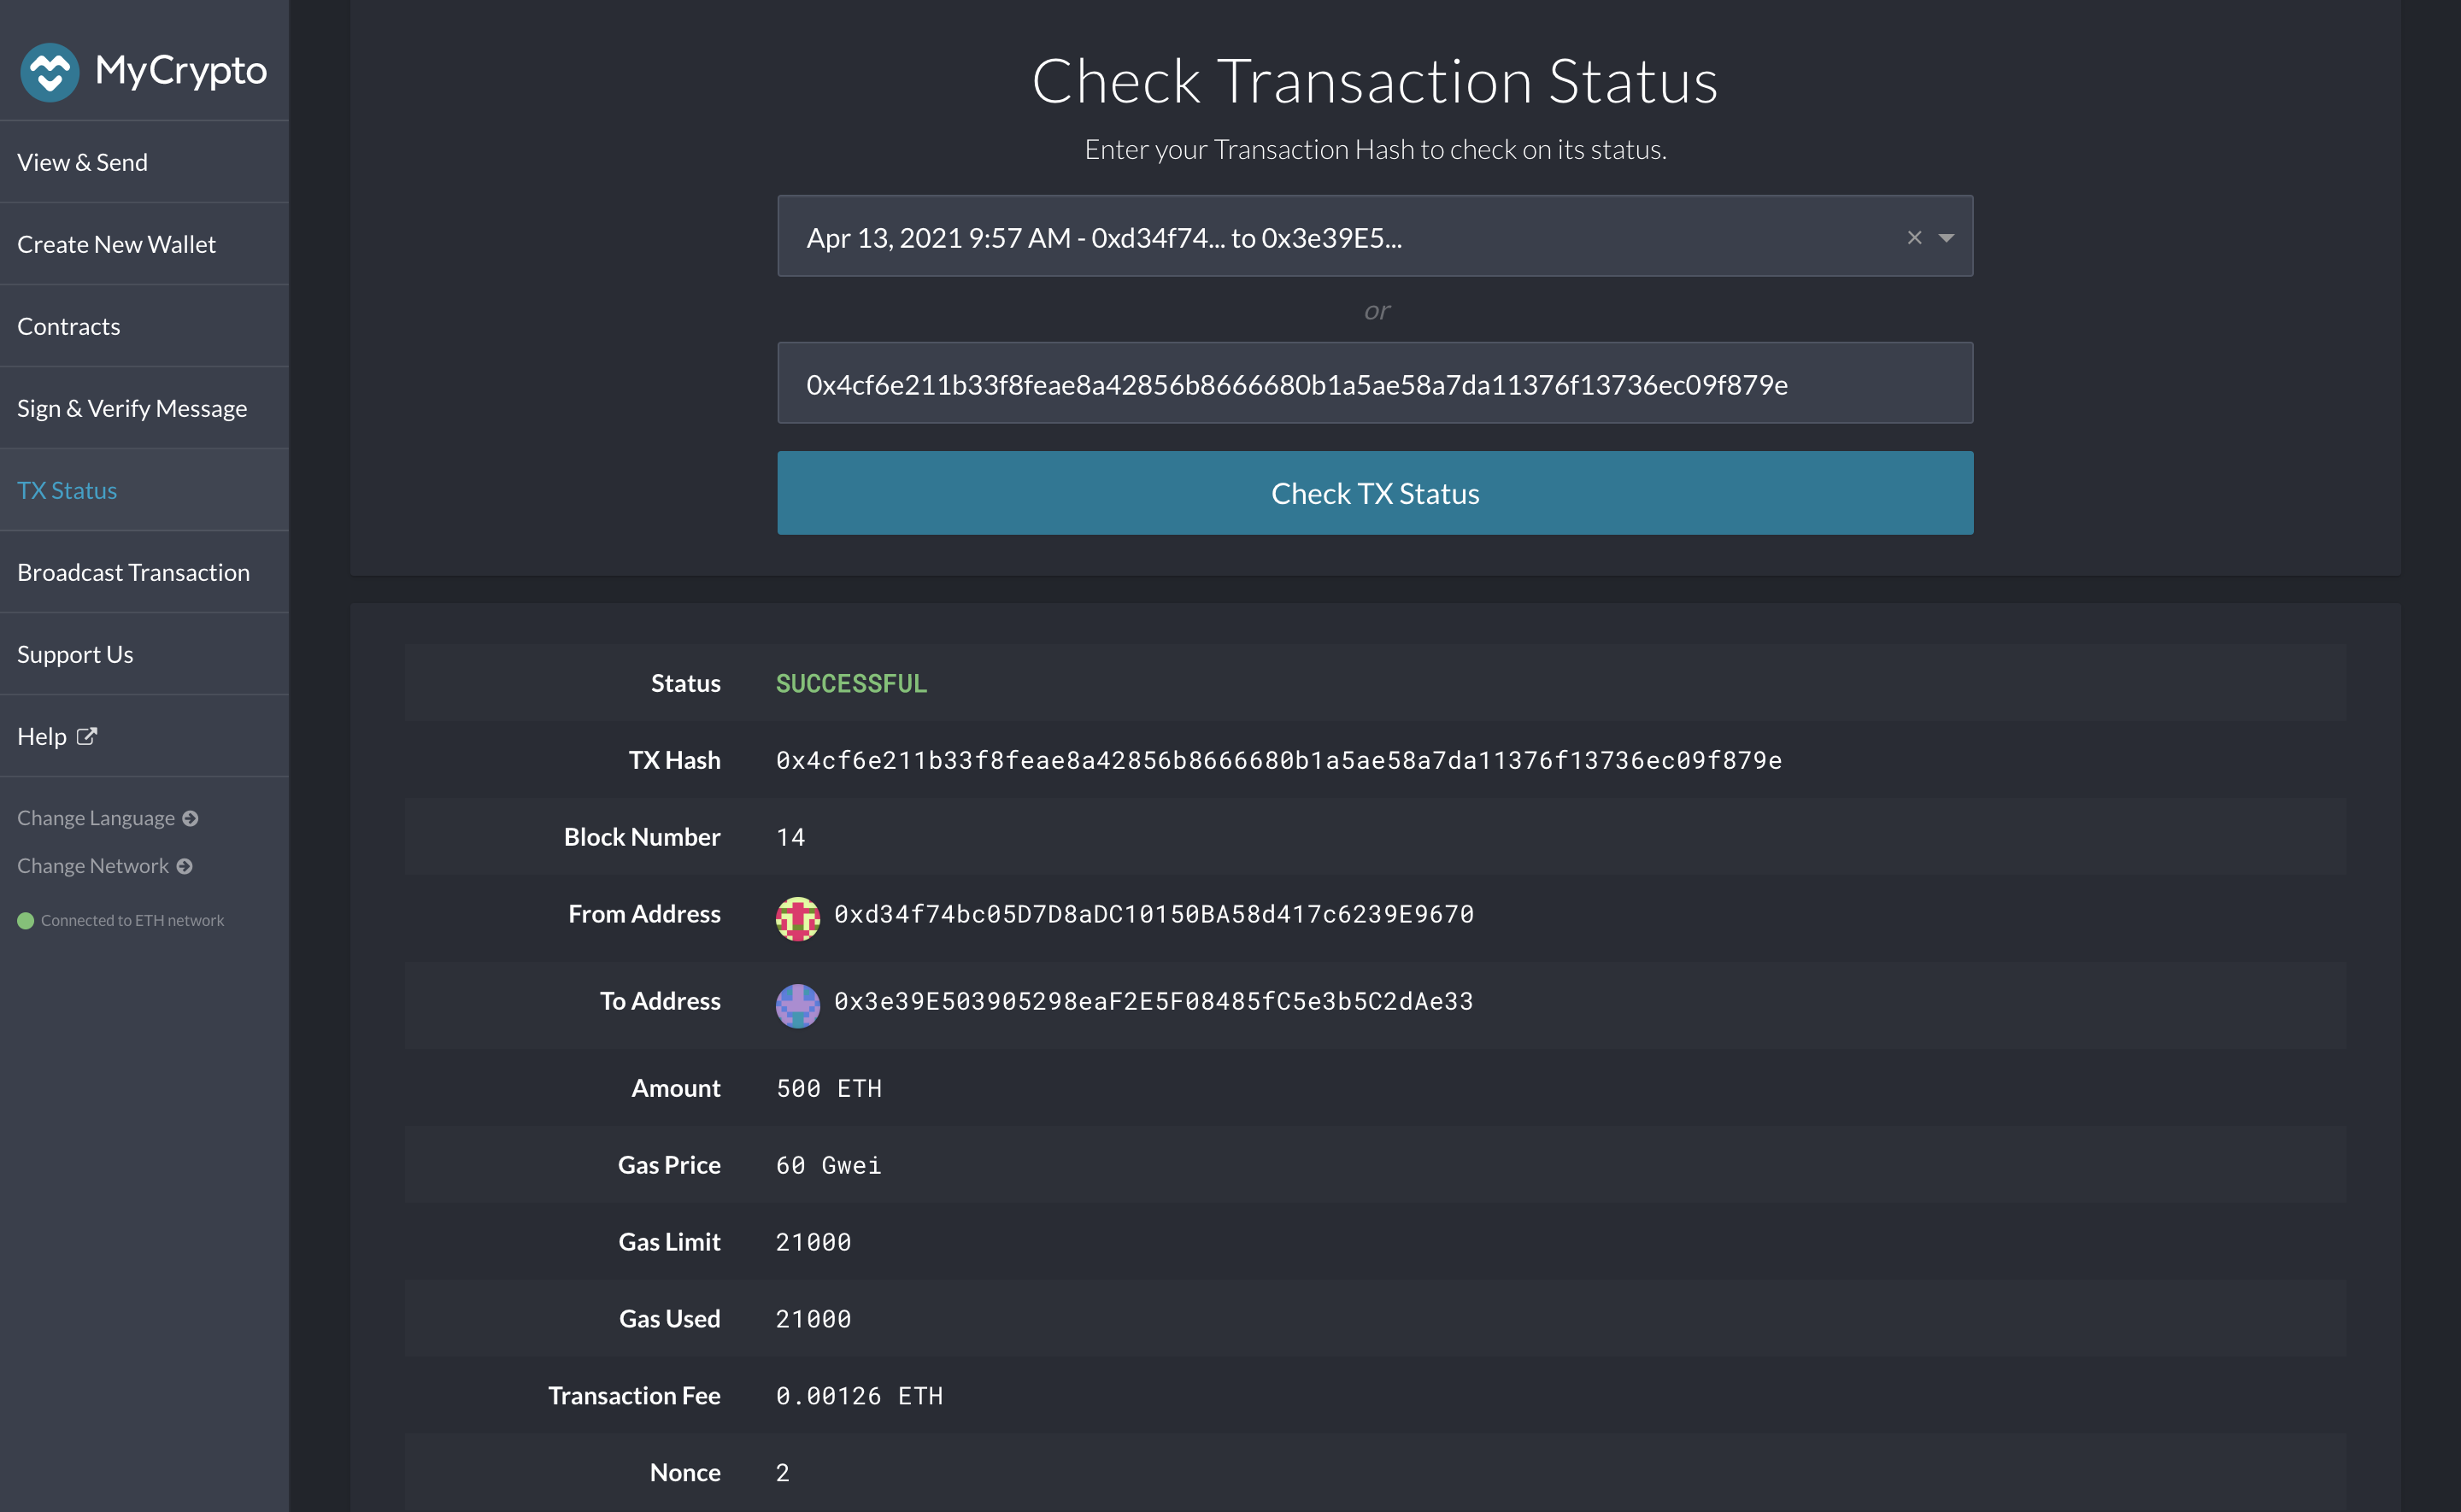 MyCrypto
View & Send
Create New Wallet
Contracts
Sign & Verify Message
TX Status
Broadcast Transaction
Support Us
Help
Change Language
Change Network
Connected to ETH network
Check Transaction Status
Enter your Transaction Hash to check on its status.
Apr 13, 2021 9:57 AM - 0xd34f74... to 0x3e39E5...
or
0x4cf6e211b33f8feae8a42856b8666680b1a5ae58a7da11376f13736ec09f879e
Check TX Status
Status SUCCESSFUL
TX Hash 0x4cf6e211b33f8feae8a42856b8666680b1a5ae58a7da11376f13736ec09f879e
Block Number 14
From Address 0xd34f74bc05D7D8aDC10150BA58d417c6239E9670
To Address 0x3e39E503905298eaF2E5F08485fC5e3b5C2dAe33
Amount 500 ETH
Gas Price 60 Gwei
Gas Limit 21000
Gas Used 21000
Transaction Fee 0.00126 ETH
Nonce 2